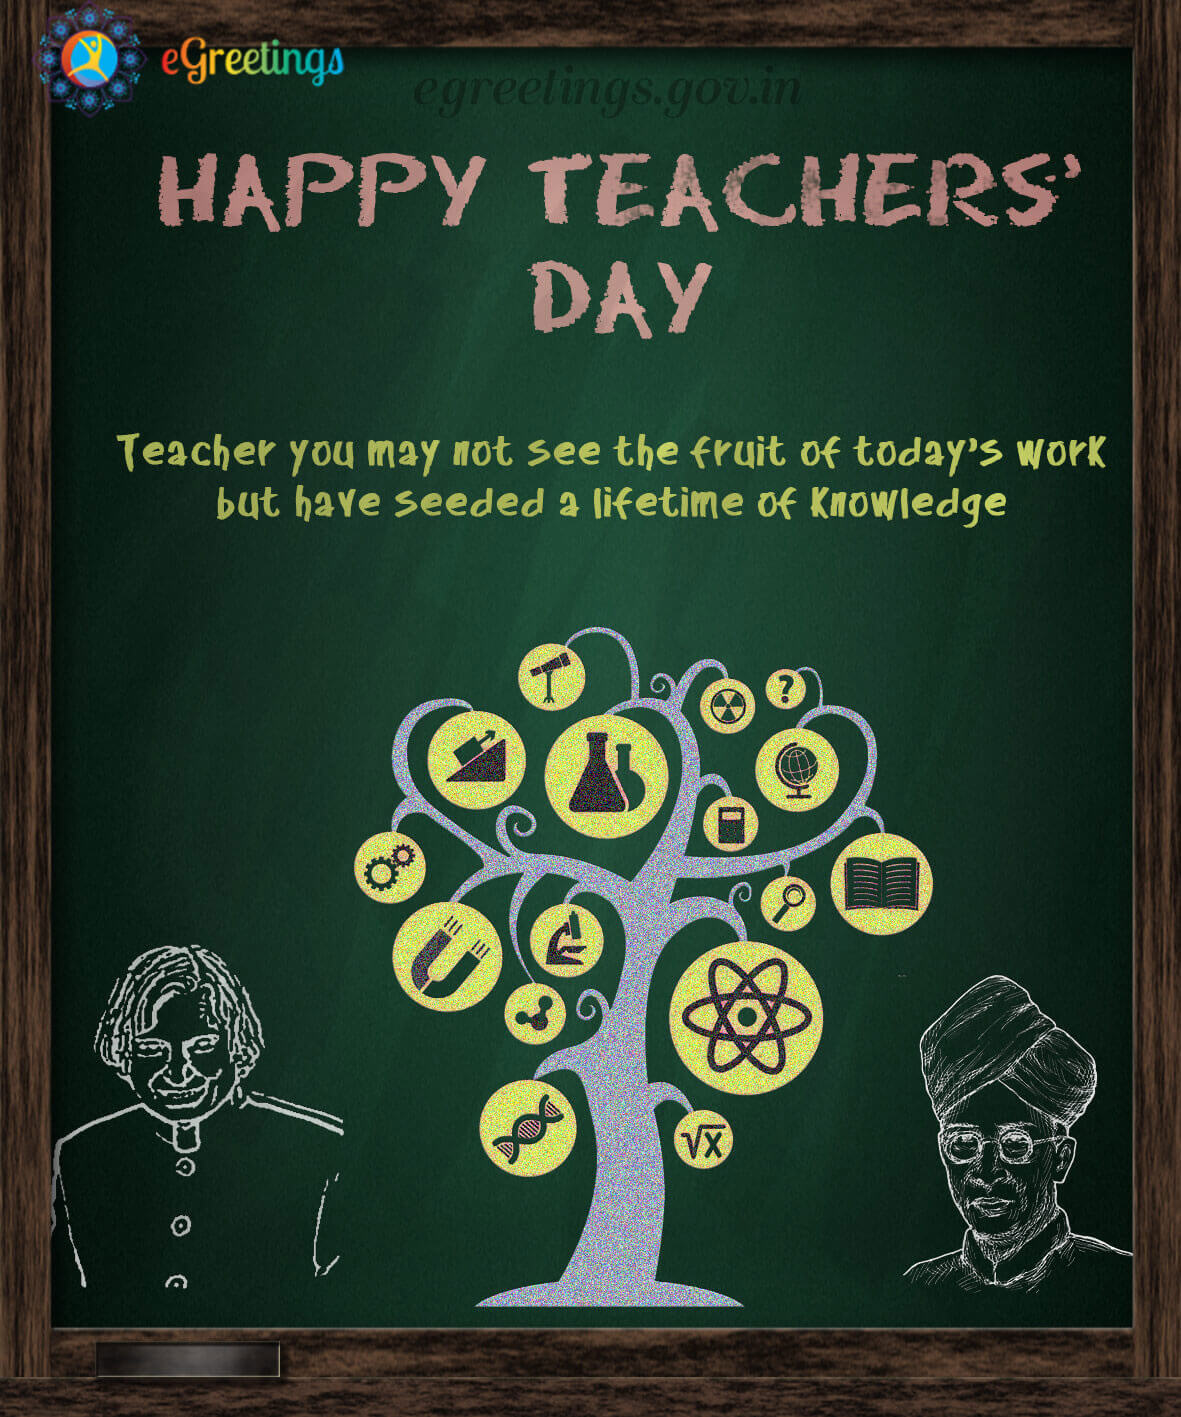 eGreetings
egreetings.gov.in
HAPPY TEACHERS'
DAY
Teacher you may not see the fruit of today's work
but have seeded a lifetime of knowledge
?
√x